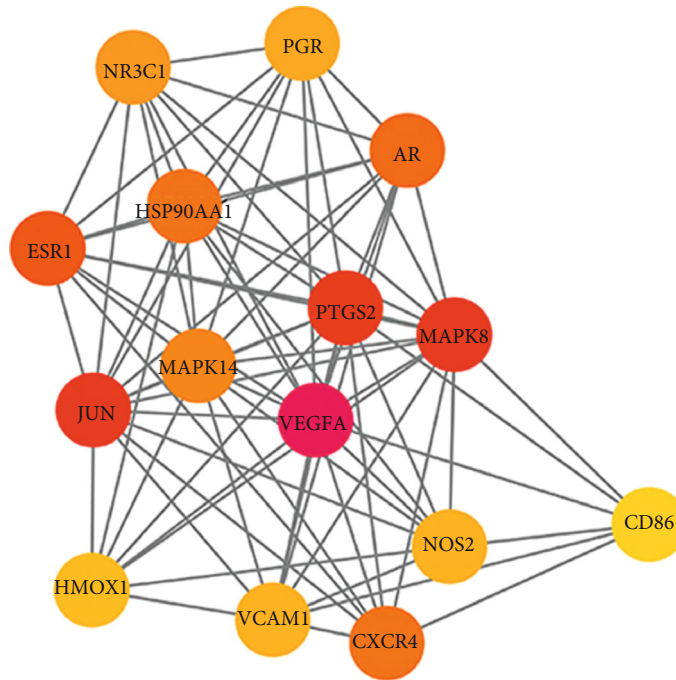 PGR
NR3C1
AR
HSP90AA1
ESR1
PTGS2
MAPK8
MAPK14
JUN
VEGFA
CD86
NOS2
HMOX1
VCAM1
CXCR4